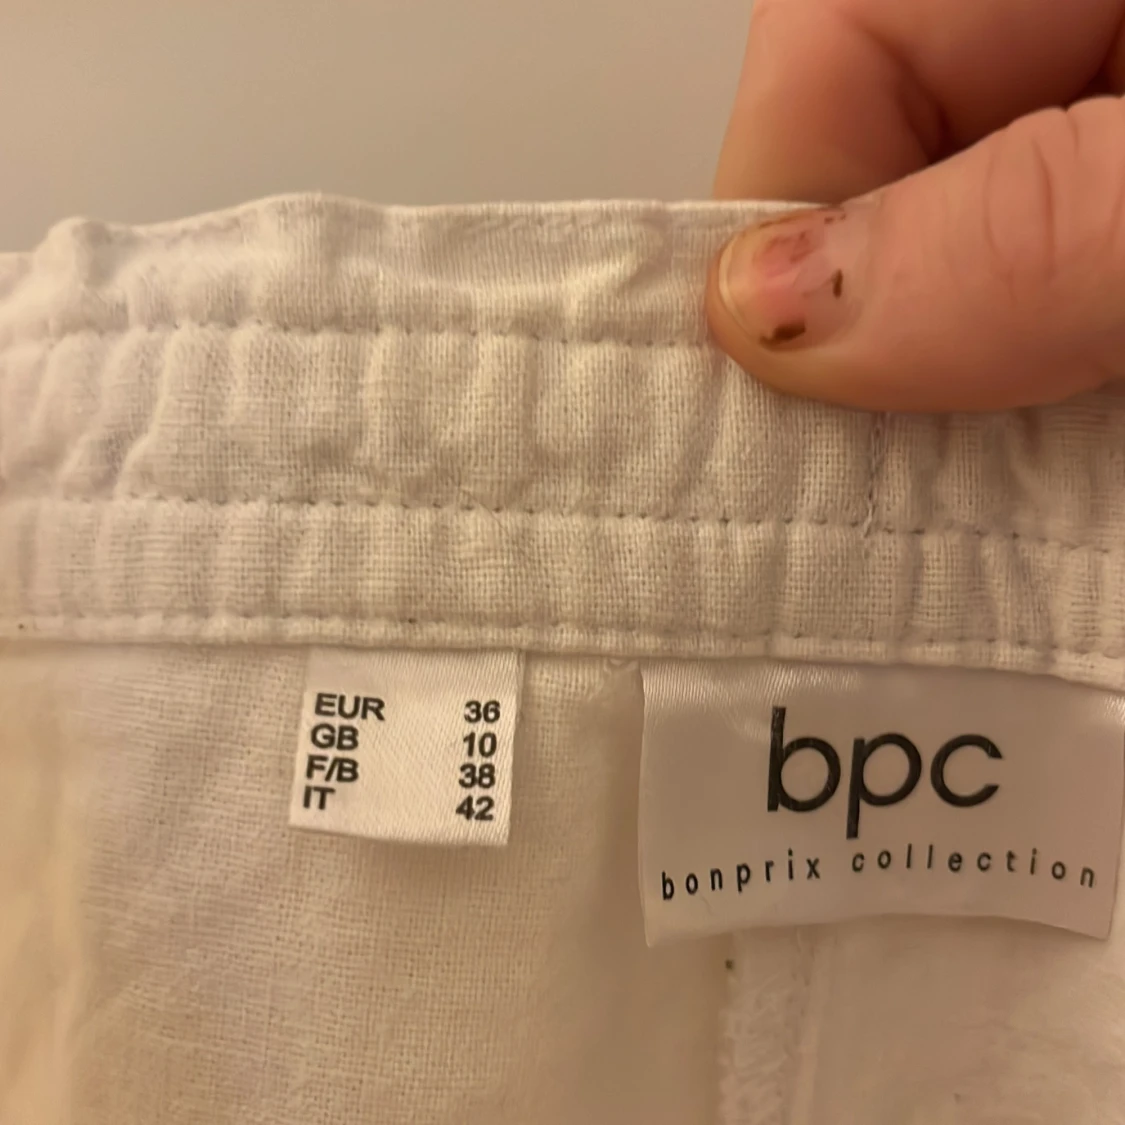 EUR 36
GB 10
F/B 38
IT 42
bpc
bonprix collection